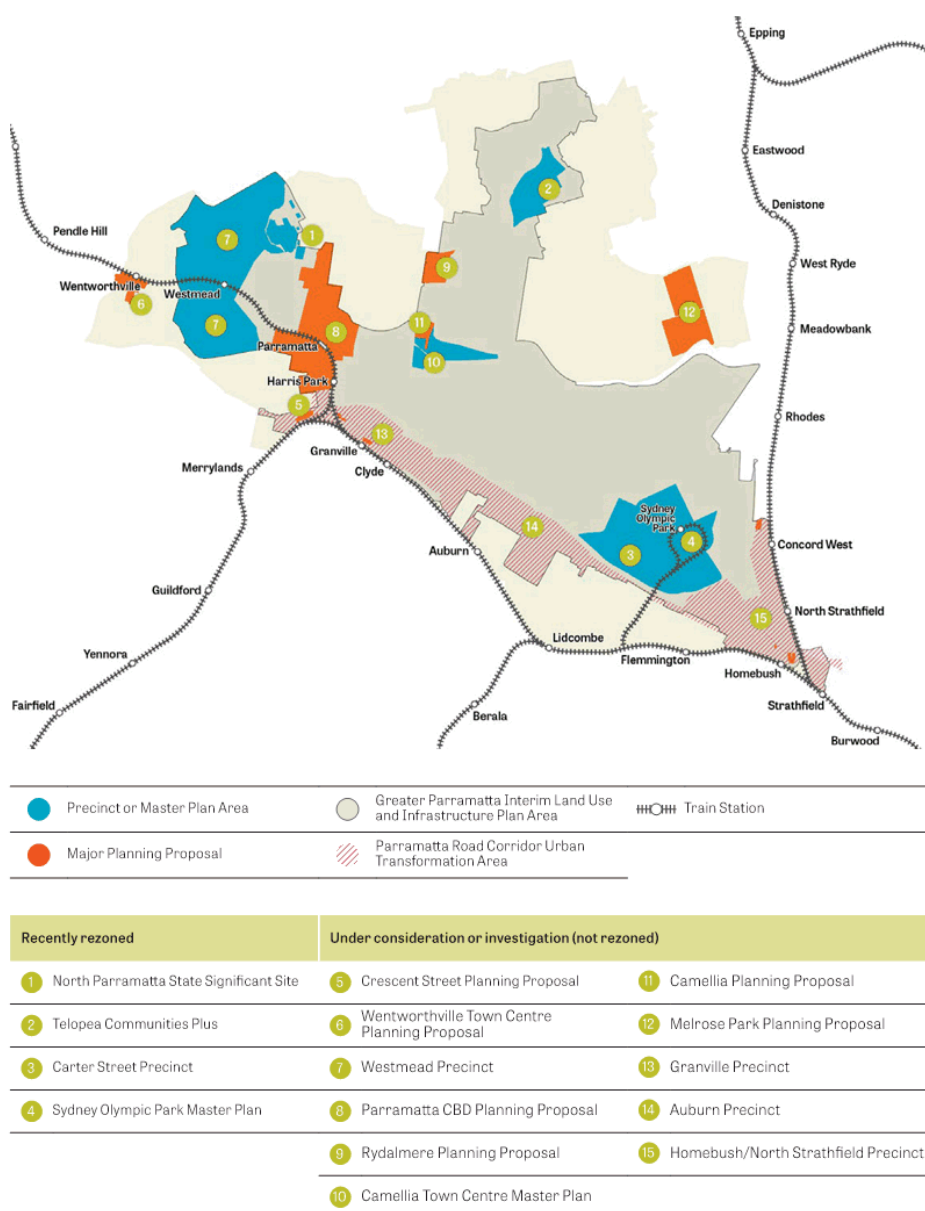 Epping
Eastwood
2
Denistone
1
Pendle Hill
7
West Ryde
9
Wentworthville
Westmead
6
12
11
7
8
Meadowbank
Parramatta
10
Harris Park
5
Rhodes
13
Granville
Merrylands
Clyde
Sydney
Olympic
Park
14
4
Concord West
Auburn
3
Guildford
North Strathfield
15
Lidcombe
Yennora
Flemmington
Homebush
Fairfield
Strathfield
Berala
Burwood
Precinct or Master Plan Area
Greater Parramatta Interim Land Use
and Infrastructure Plan Area
Train Station
Major Planning Proposal
Parramatta Road Corridor Urban
Transformation Area
Recently rezoned
Under consideration or investigation (not rezoned)
1 North Parramatta State Significant Site
5 Crescent Street Planning Proposal
11 Camellia Planning Proposal
2 Telopea Communities Plus
6 Wentworthville Town Centre
Planning Proposal
12 Melrose Park Planning Proposal
3 Carter Street Precinct
7 Westmead Precinct
13 Granville Precinct
4 Sydney Olympic Park Master Plan
8 Parramatta CBD Planning Proposal
14 Auburn Precinct
9 Rydalmere Planning Proposal
15 Homebush/North Strathfield Precinct
10 Camellia Town Centre Master Plan